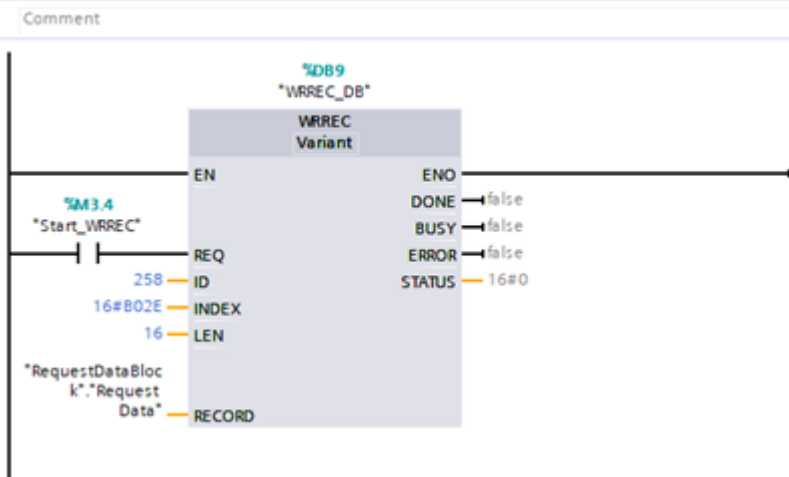 Comment
%DB9
"WRREC_DB"
WRREC
Variant
EN ENO
DONE false
%M3.4
"Start_WRREC"
BUSY false
REQ ERROR false
258 ID STATUS 16#0
16#B02E INDEX
16 LEN
"RequestDataBloc
k"."Request
Data" RECORD